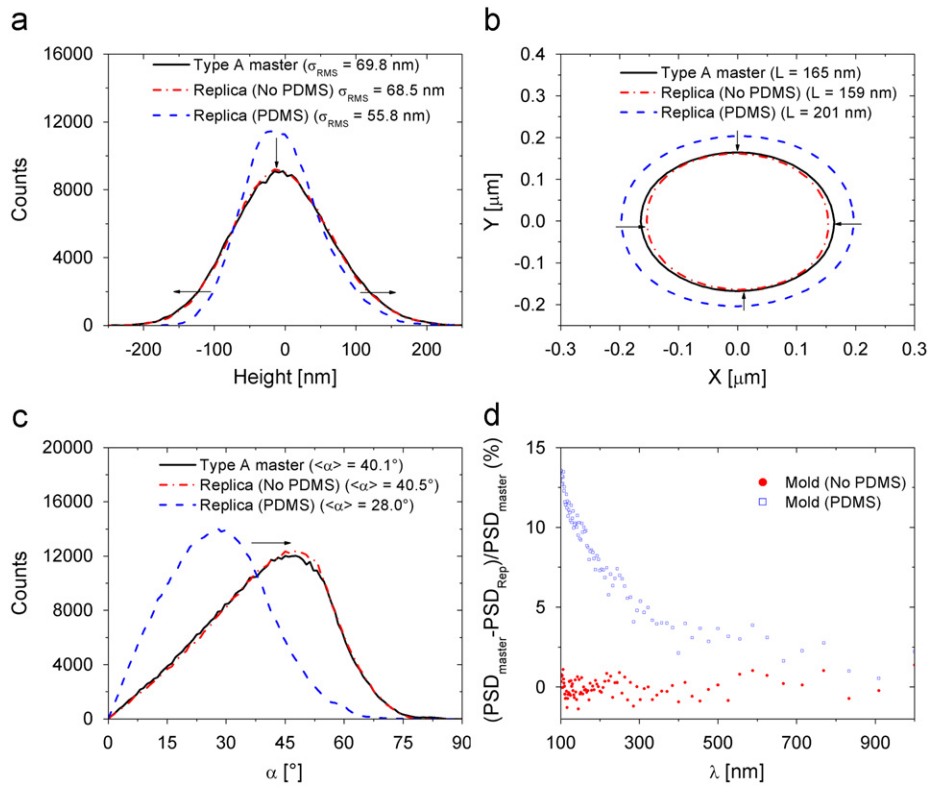 a
16000
14000
12000
10000
8000
6000
4000
2000
0
Counts
-200
-100
0
100
200
Height [nm]
Type A master (σRMS = 69.8 nm)
Replica (No PDMS) σRMS = 68.5 nm
Replica (PDMS) (σRMS = 55.8 nm)
b
0.4
0.3
0.2
0.1
0.0
-0.1
-0.2
Y [μm]
-0.3
-0.2
-0.1
0.0
0.1
0.2
0.3
X [μm]
Type A master (L = 165 nm)
Replica (No PDMS) (L = 159 nm)
Replica (PDMS) (L = 201 nm)
c
20000
16000
12000
8000
4000
0
Counts
0
15
30
45
60
75
90
α [°]
Type A master (<α> = 40.1°)
Replica (No PDMS) (<α> = 40.5°)
Replica (PDMS) (<α> = 28.0°)
d
15
10
5
0
(PSDmaster-PSDRep)/PSDmaster (%)
100
300
500
700
900
λ [nm]
Mold (No PDMS)
Mold (PDMS)